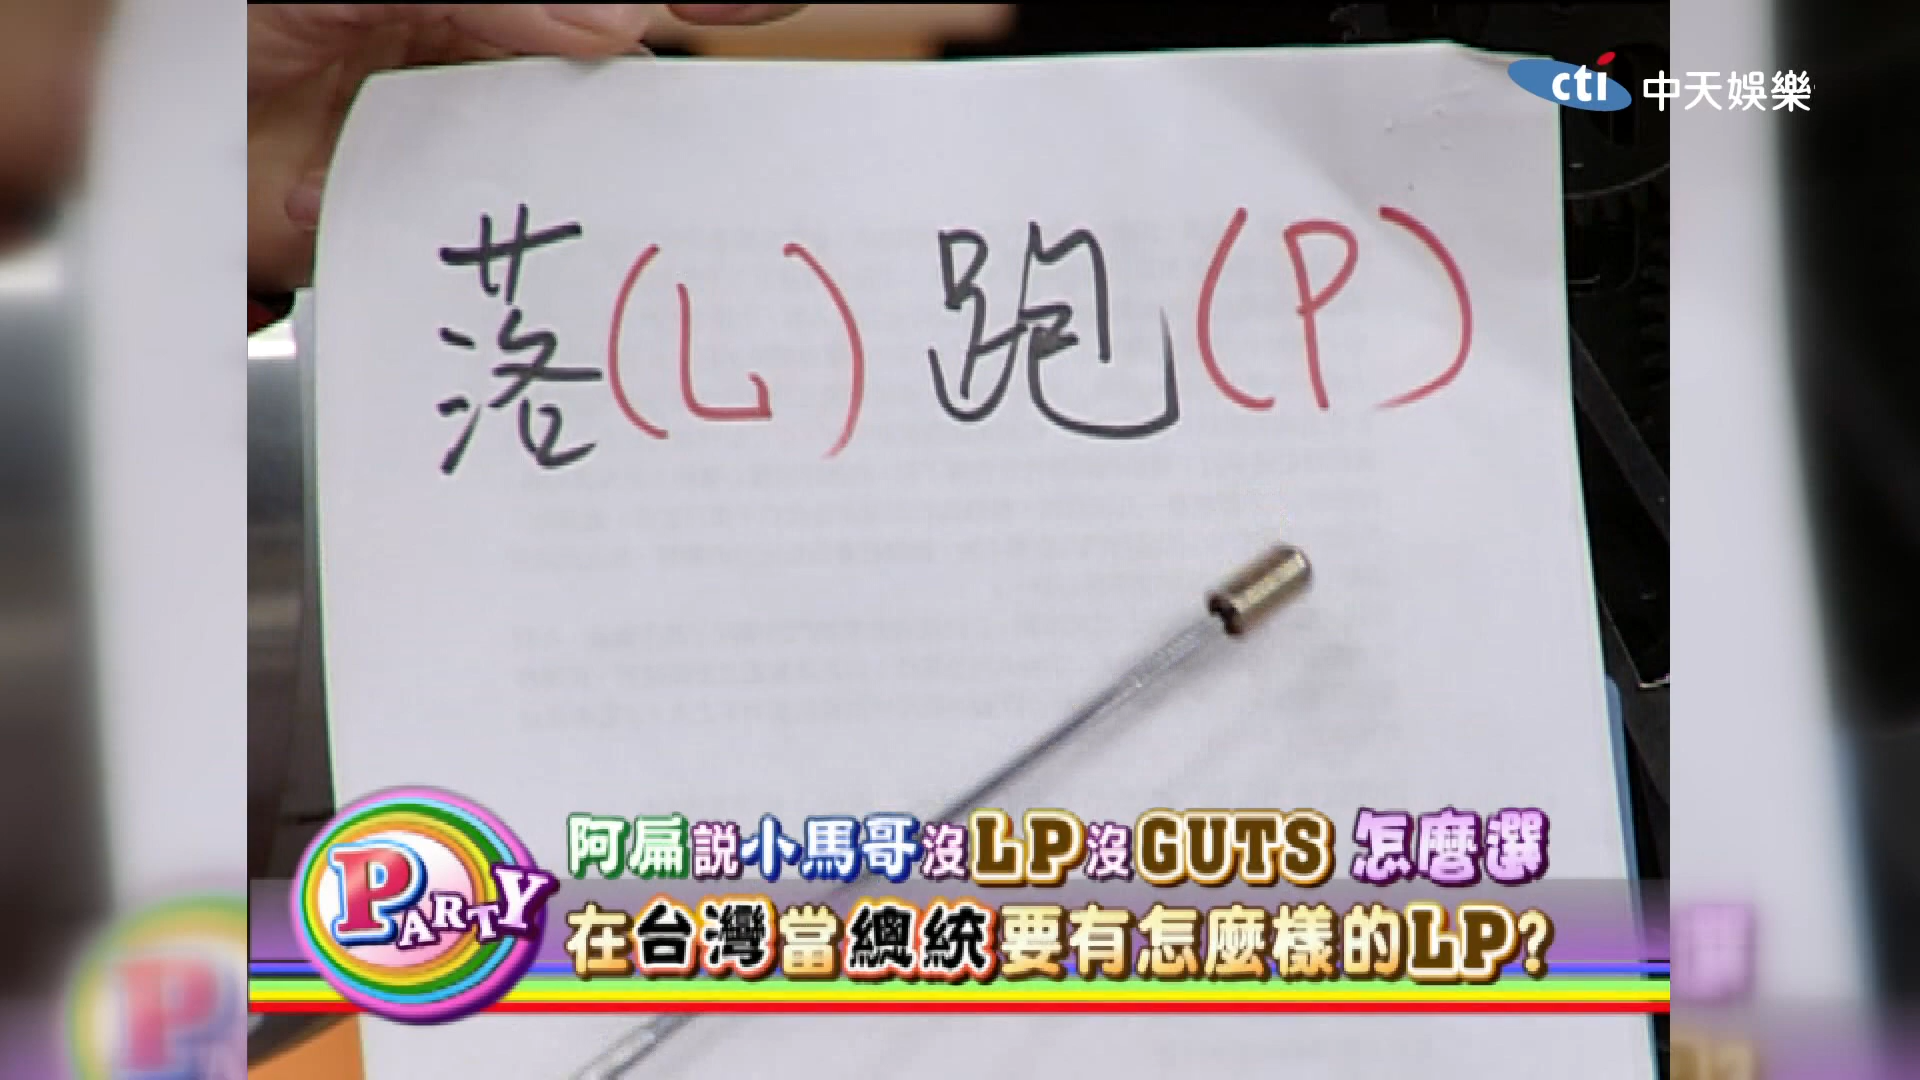 cti 中天娛樂
落(L)跑(P)
PARTY
阿扁説小馬哥沒LP沒GUTS 怎麼選
在台灣當總統要有怎麼樣的LP?